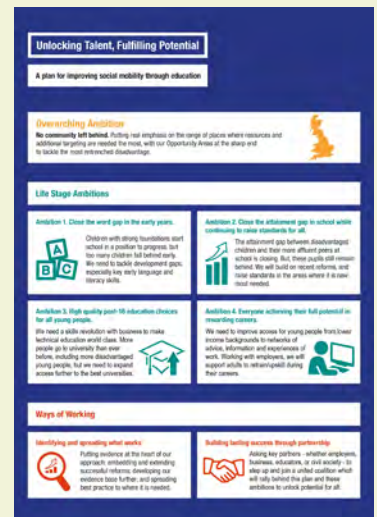 Unlocking Talent, Fulfilling Potential
A plan for improving social mobility through education
Overarching Ambition
No community left behind. Putting real emphasis on the range of places where resources and
additional targeting are needed the most, with our Opportunity Areas at the sharp end
to tackle the most entrenched disadvantage.
Life Stage Ambitions
Ambition 1. Close the word gap in the early years.
Children with strong foundations start
school in a position to progress, but
too many children fall behind early.
We need to tackle development gaps,
especially key early language and
literacy skills.
A
B C
Ambition 2. Close the attainment gap in school while
continuing to raise standards for all.
The attainment gap between disadvantaged
children and their more affluent peers at
school is closing. But, these pupils still remain
behind. We will build on recent reforms, and
raise standards in the areas where it is now
most needed.
Ambition 3. High quality post-16 education choices
for all young people.
We need a skills revolution with business to make
technical education world class. More
people go to university than ever
before, including more disadvantaged
young people, but we need to expand
access further to the best universities.
Ambition 4. Everyone achieving their full potential in
rewarding careers.
We need to improve access for young people from lower
income backgrounds to networks of
advice, information and experiences of
work. Working with employers, we will
support adults to retrain/upskill during
their careers.
Ways of Working
Identifying and spreading what works
Putting evidence at the heart of our
approach: embedding and extending
successful reforms; developing our
evidence base further, and spreading
best practice to where it is needed.
Building lasting success through partnership
Asking key partners - whether employers,
business, educators, or civil society - to
step up and join a united coalition which
will rally behind this plan and these
ambitions to unlock potential for all.